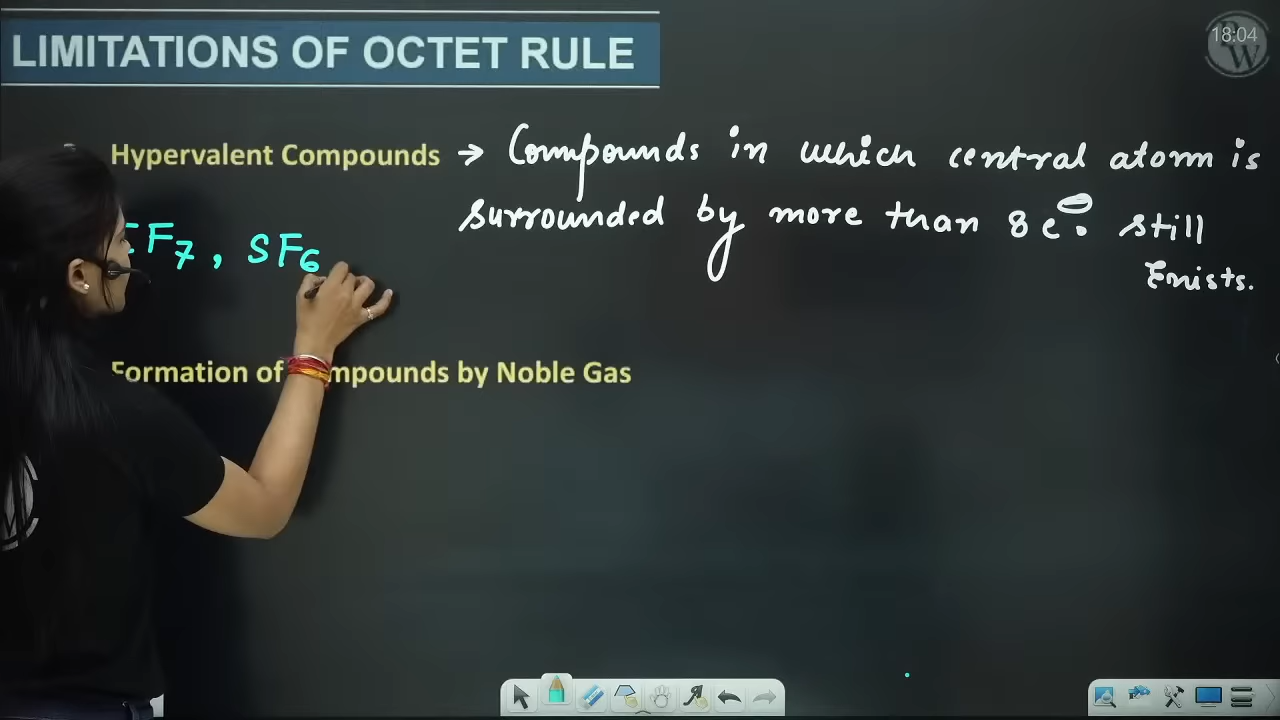 LIMITATIONS OF OCTET RULE
18:04
PW
Hypervalent Compounds → Compounds in which central atom is
surrounded by more than 8 e⊖. still
Exists.
F7, SF6
Formation of mpounds by Noble Gas